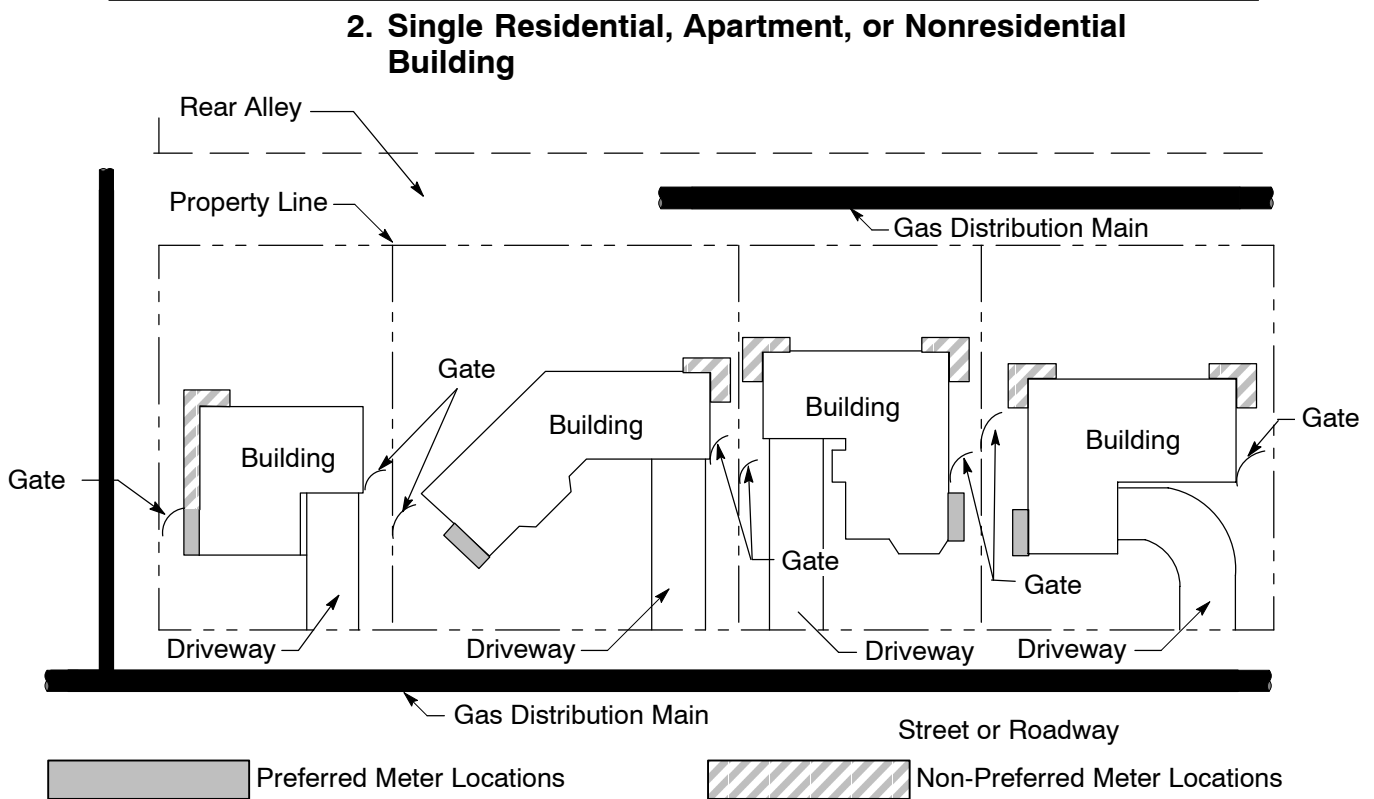 2. Single Residential, Apartment, or Nonresidential
Building
Rear Alley
Property Line
Gas Distribution Main
Gate
Building
Building
Building
Building
Gate
Gate
Gate
Gate
Driveway
Driveway
Driveway
Driveway
Gas Distribution Main
Street or Roadway
Preferred Meter Locations
Non-Preferred Meter Locations